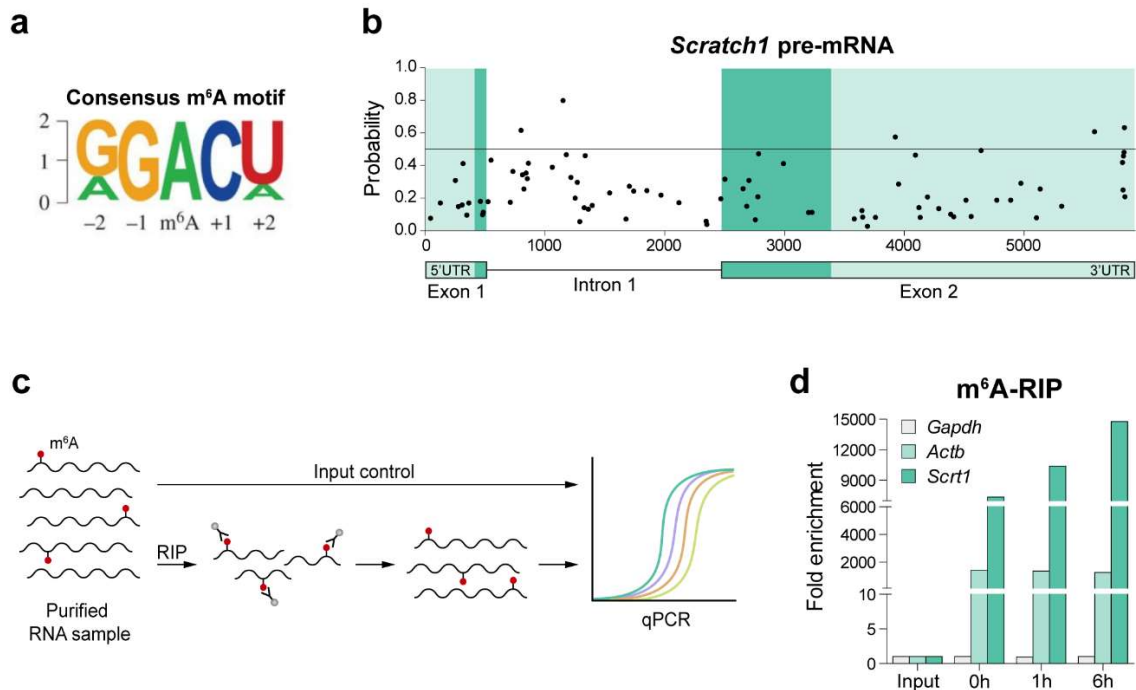 a
Consensus m⁶A motif
2
1
0
G
A
G
A
C
U
A
−2 −1 m⁶A +1 +2
b
Scratch1 pre-mRNA
Probability
1.0
0.8
0.6
0.4
0.2
0.0
0 1000 2000 3000 4000 5000
5'UTR 3'UTR
Exon 1 Intron 1 Exon 2
c
m⁶A
Input control
RIP
Purified
RNA sample
qPCR
d
m⁶A-RIP
Fold enrichment
15000
12000
9000
6000
6000
2000
10
5
0
Gapdh
Actb
Scrt1
Input 0h 1h 6h